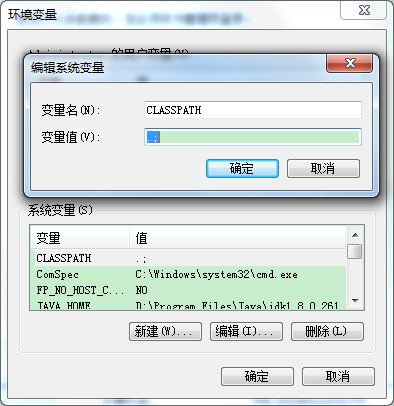 环境变量
的用户变量(U)
编辑系统变量
变量名(N):
CLASSPATH
变量值(V):
.;
确定
取消
系统变量(S)
变量
值
CLASSPATH
.;
ComSpec
C:\Windows\system32\cmd.exe
FP_NO_HOST_C...
NO
JAVA_HOME
D:\Program Files\Java\jdk1.8.0_261
新建(W)...
编辑(I)...
删除(L)
确定
取消